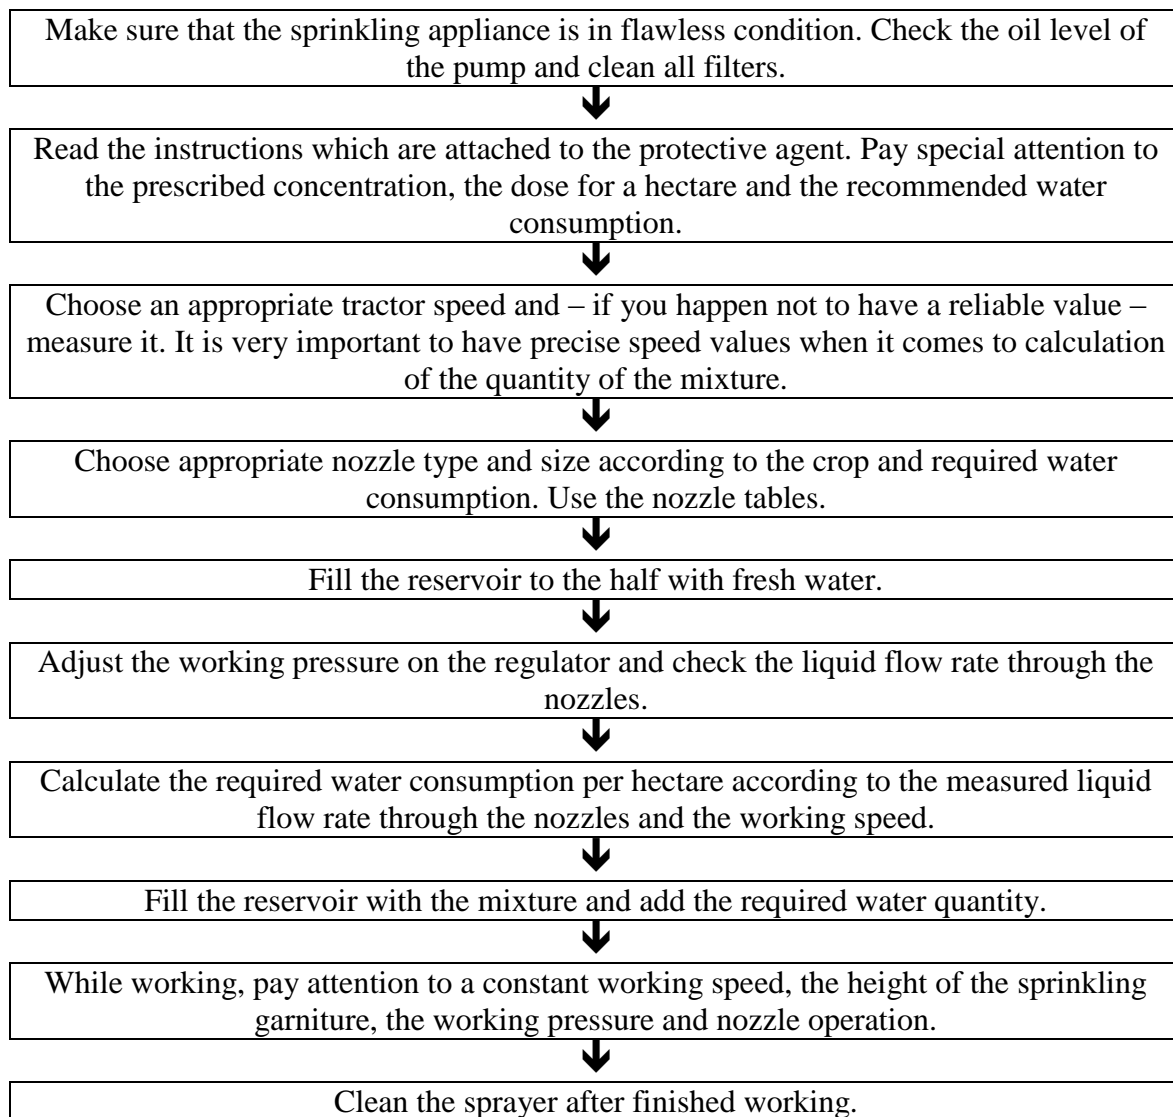 Make sure that the sprinkling appliance is in flawless condition. Check the oil level of
the pump and clean all filters.
Read the instructions which are attached to the protective agent. Pay special attention to
the prescribed concentration, the dose for a hectare and the recommended water
consumption.
Choose an appropriate tractor speed and – if you happen not to have a reliable value –
measure it. It is very important to have precise speed values when it comes to calculation
of the quantity of the mixture.
Choose appropriate nozzle type and size according to the crop and required water
consumption. Use the nozzle tables.
Fill the reservoir to the half with fresh water.
Adjust the working pressure on the regulator and check the liquid flow rate through the
nozzles.
Calculate the required water consumption per hectare according to the measured liquid
flow rate through the nozzles and the working speed.
Fill the reservoir with the mixture and add the required water quantity.
While working, pay attention to a constant working speed, the height of the sprinkling
garniture, the working pressure and nozzle operation.
Clean the sprayer after finished working.